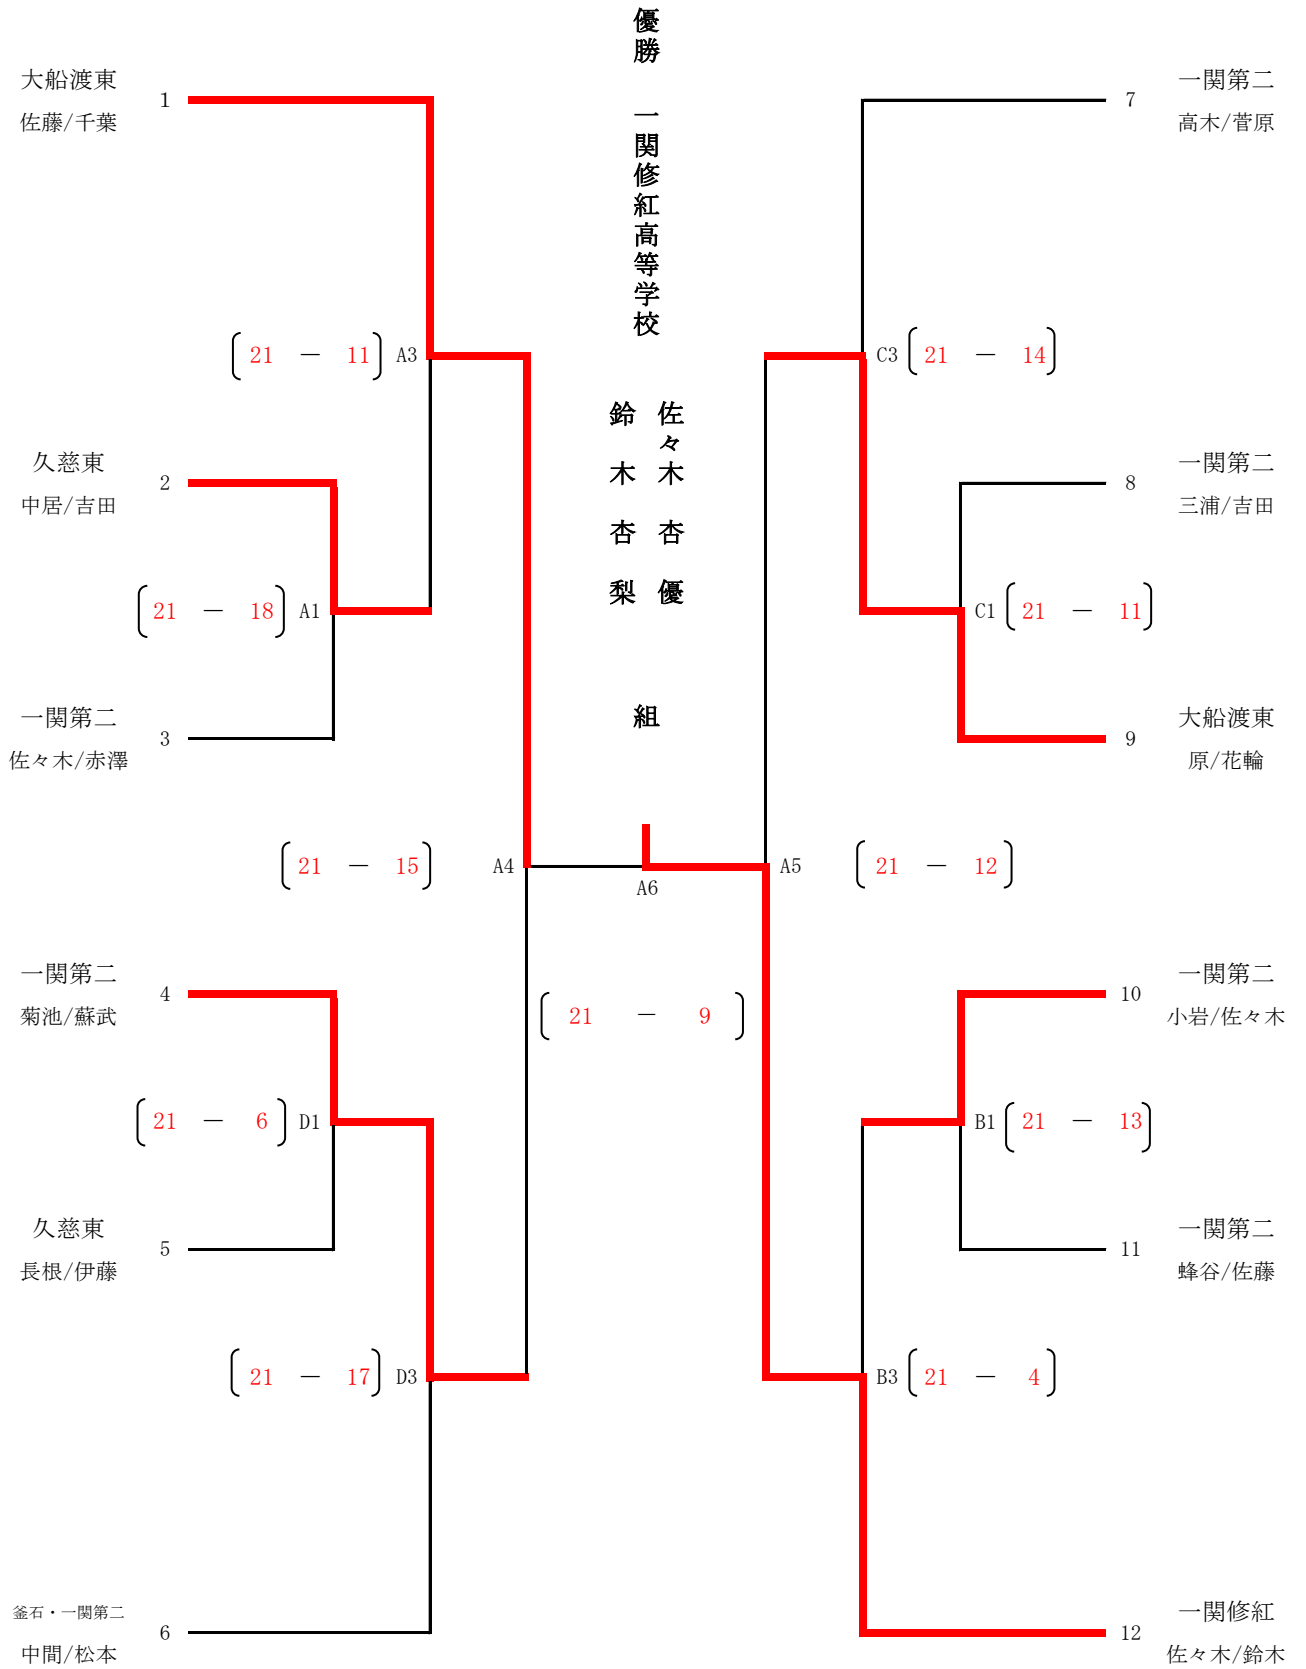 優勝 一関修紅高等学校
佐々木杏優
鈴木杏梨
組
大船渡東
1
佐藤/千葉
21 － 11
A3
久慈東
2
中居/吉田
21 － 18
A1
一関第二
3
佐々木/赤澤
21 － 15
A4
一関第二
4
菊池/蘇武
21 － 6
D1
久慈東
5
長根/伊藤
21 － 17
D3
釜石・一関第二
6
中間/松本
A6
21 － 9
一関第二
7
高木/菅原
C3
21 － 14
一関第二
8
三浦/吉田
C1
21 － 11
大船渡東
9
原/花輪
A5
21 － 12
一関第二
10
小岩/佐々木
B1
21 － 13
一関第二
11
蜂谷/佐藤
B3
21 － 4
一関修紅
12
佐々木/鈴木